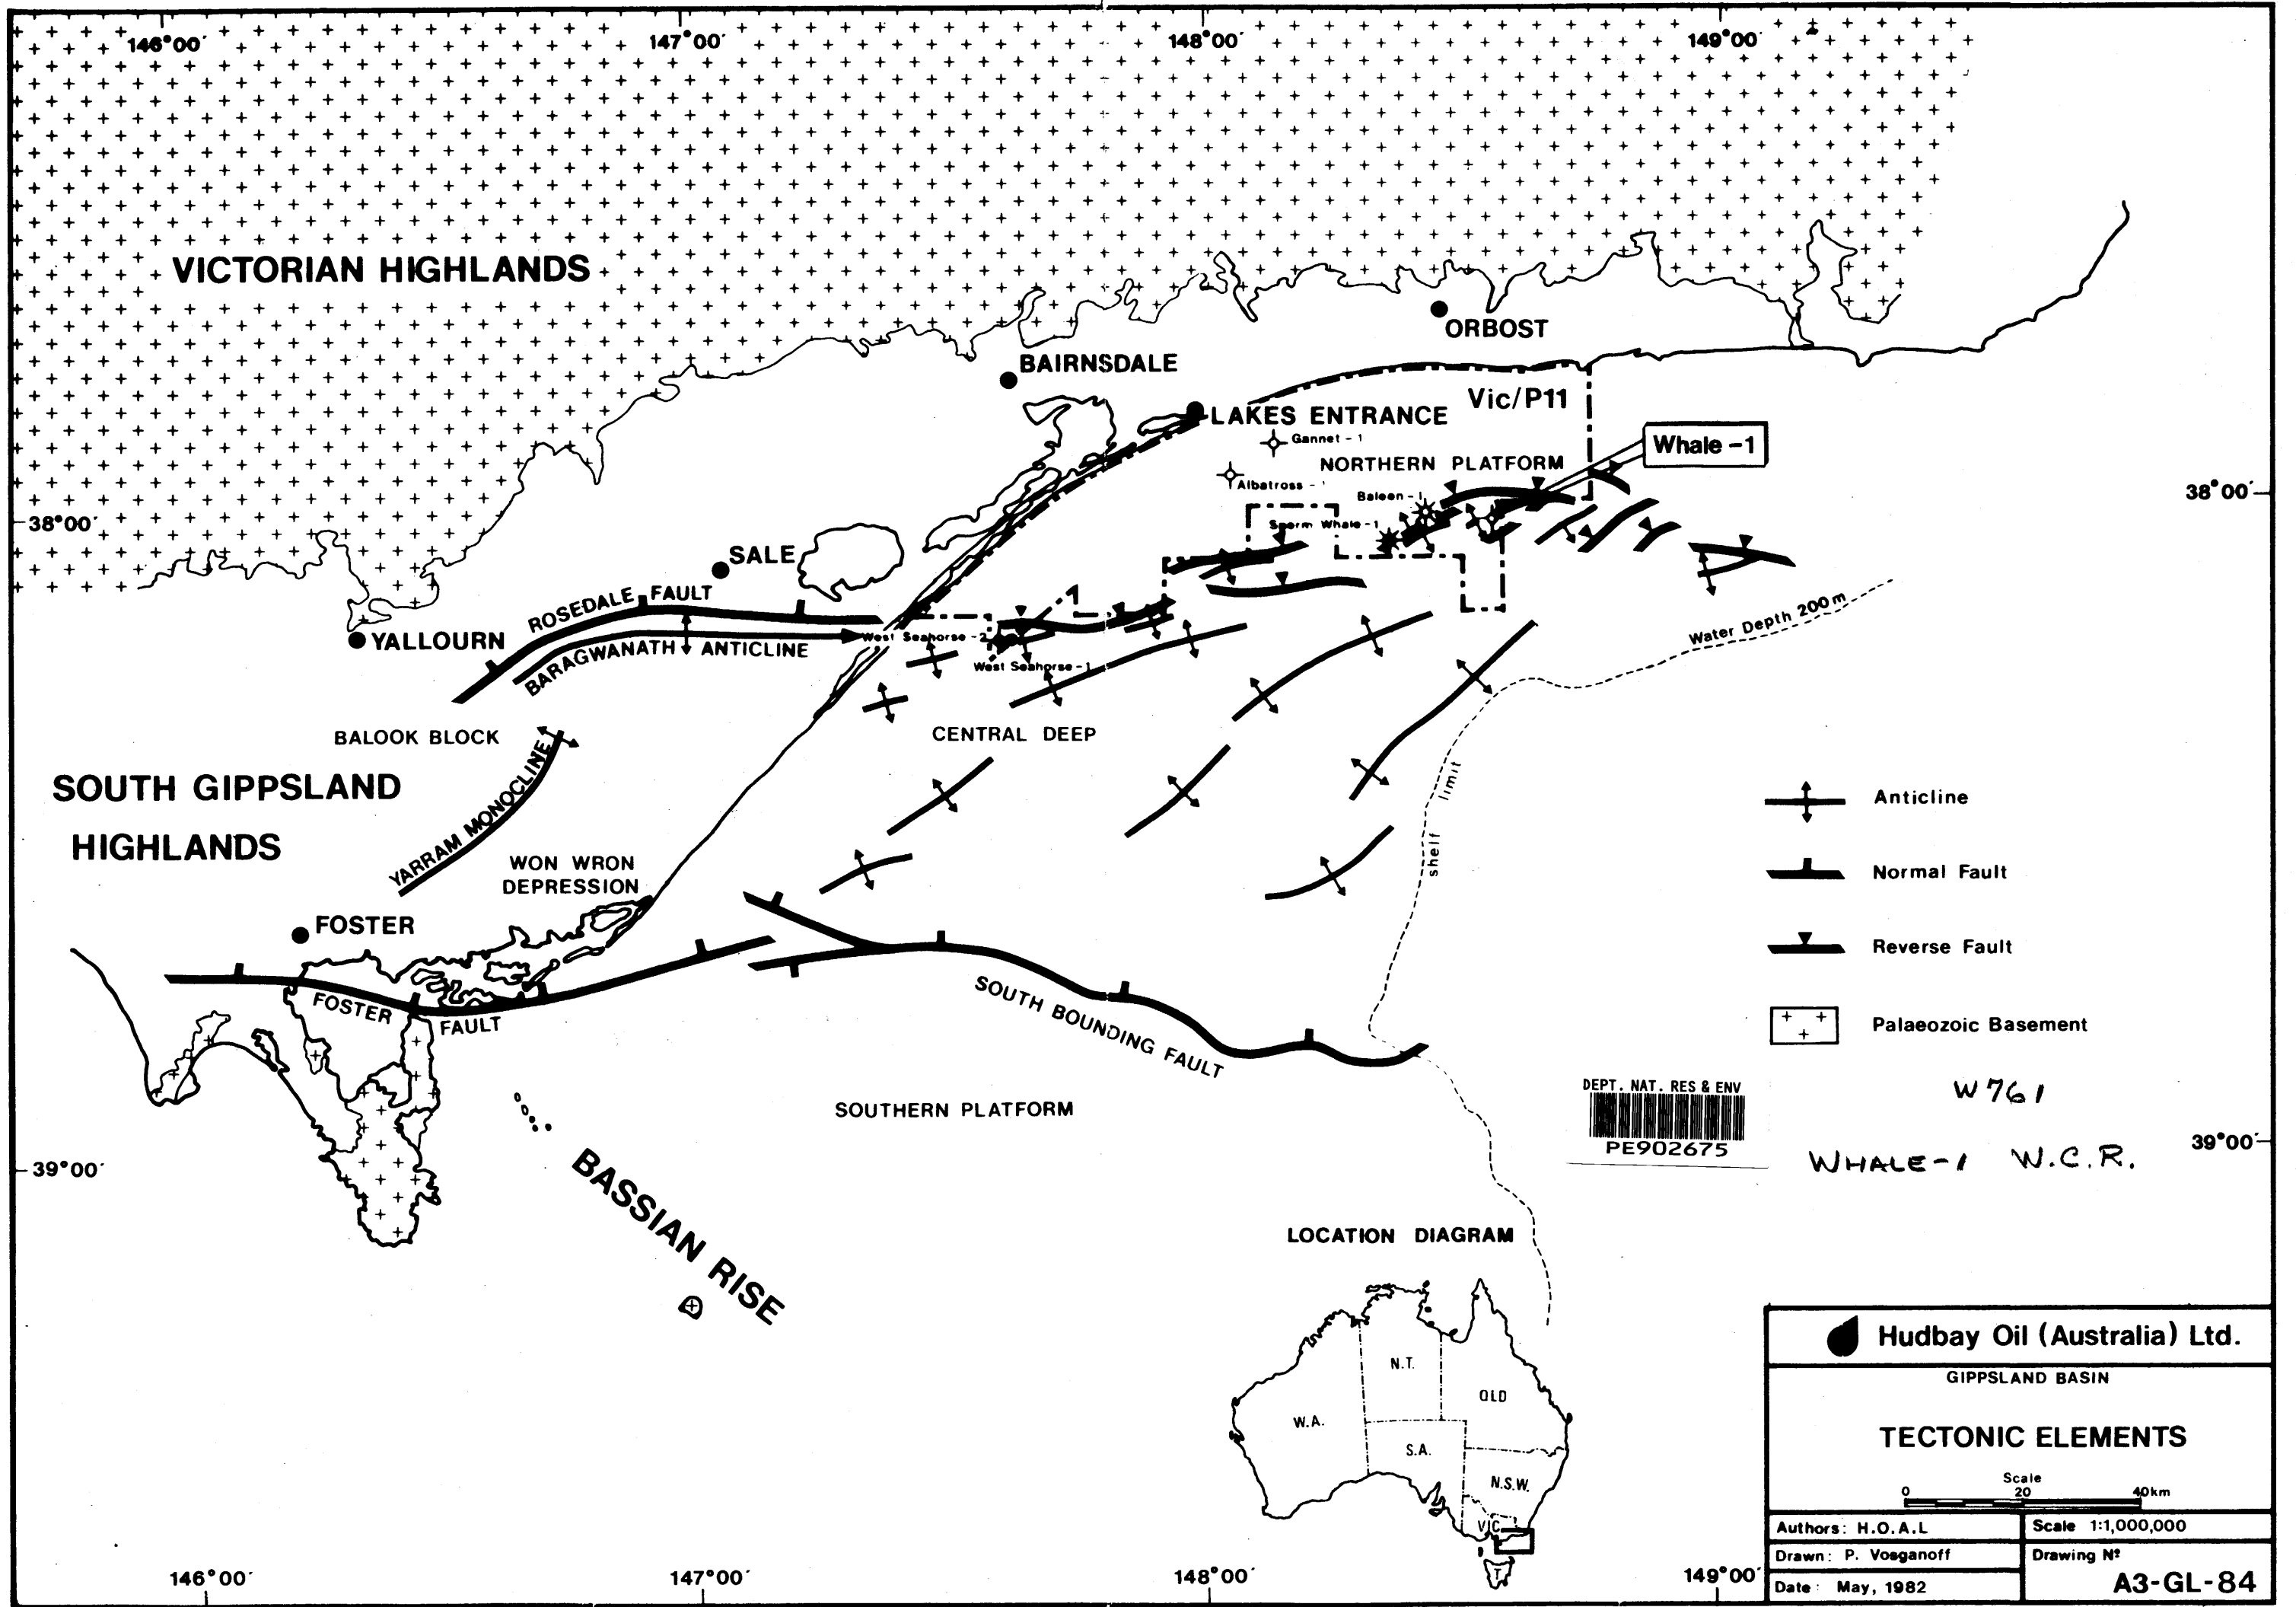 146°00′ 147°00′ 148°00′ 149°00′
VICTORIAN HIGHLANDS
ORBOST
BAIRNSDALE
Vic/P11
LAKES ENTRANCE
Gannet - 1
Whale -1
NORTHERN PLATFORM
Albatross -
Baleen - 1
38°00′
38°00′
Sperm Whale - 1
SALE
ROSEDALE FAULT
1
YALLOURN
BARAGWANATH ANTICLINE
West Seahorse - 2
West Seahorse - 1
Water Depth 200m
BALOOK BLOCK
CENTRAL DEEP
YARRAM MONOCLINE
SOUTH GIPPSLAND
HIGHLANDS
shelf limit
Anticline
WON WRON
DEPRESSION
Normal Fault
FOSTER
Reverse Fault
FOSTER FAULT
SOUTH BOUNDING FAULT
Palaeozoic Basement
DEPT. NAT. RES & ENV
PE902675
W761
SOUTHERN PLATFORM
WHALE-1 W.C.R.
39°00′
39°00′
BASSIAN RISE
LOCATION DIAGRAM
N.T.
QLD
W.A.
S.A.
N.S.W.
VIC
T
Hudbay Oil (Australia) Ltd.
GIPPSLAND BASIN
TECTONIC ELEMENTS
Scale
0 20 40km
Authors: H.O.A.L
Scale 1:1,000,000
Drawn: P. Vosganoff
Drawing Nº
Date: May, 1982
A3-GL-84
146°00′ 147°00′ 148°00′ 149°00′